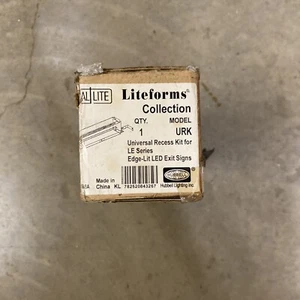 AL LITE
Liteforms®
Collection
QTY. MODEL
1 URK
Universal Recess Kit for
LE Series
Edge-Lit LED Exit Signs
Made in
China KL
Hubbell Lighting Inc